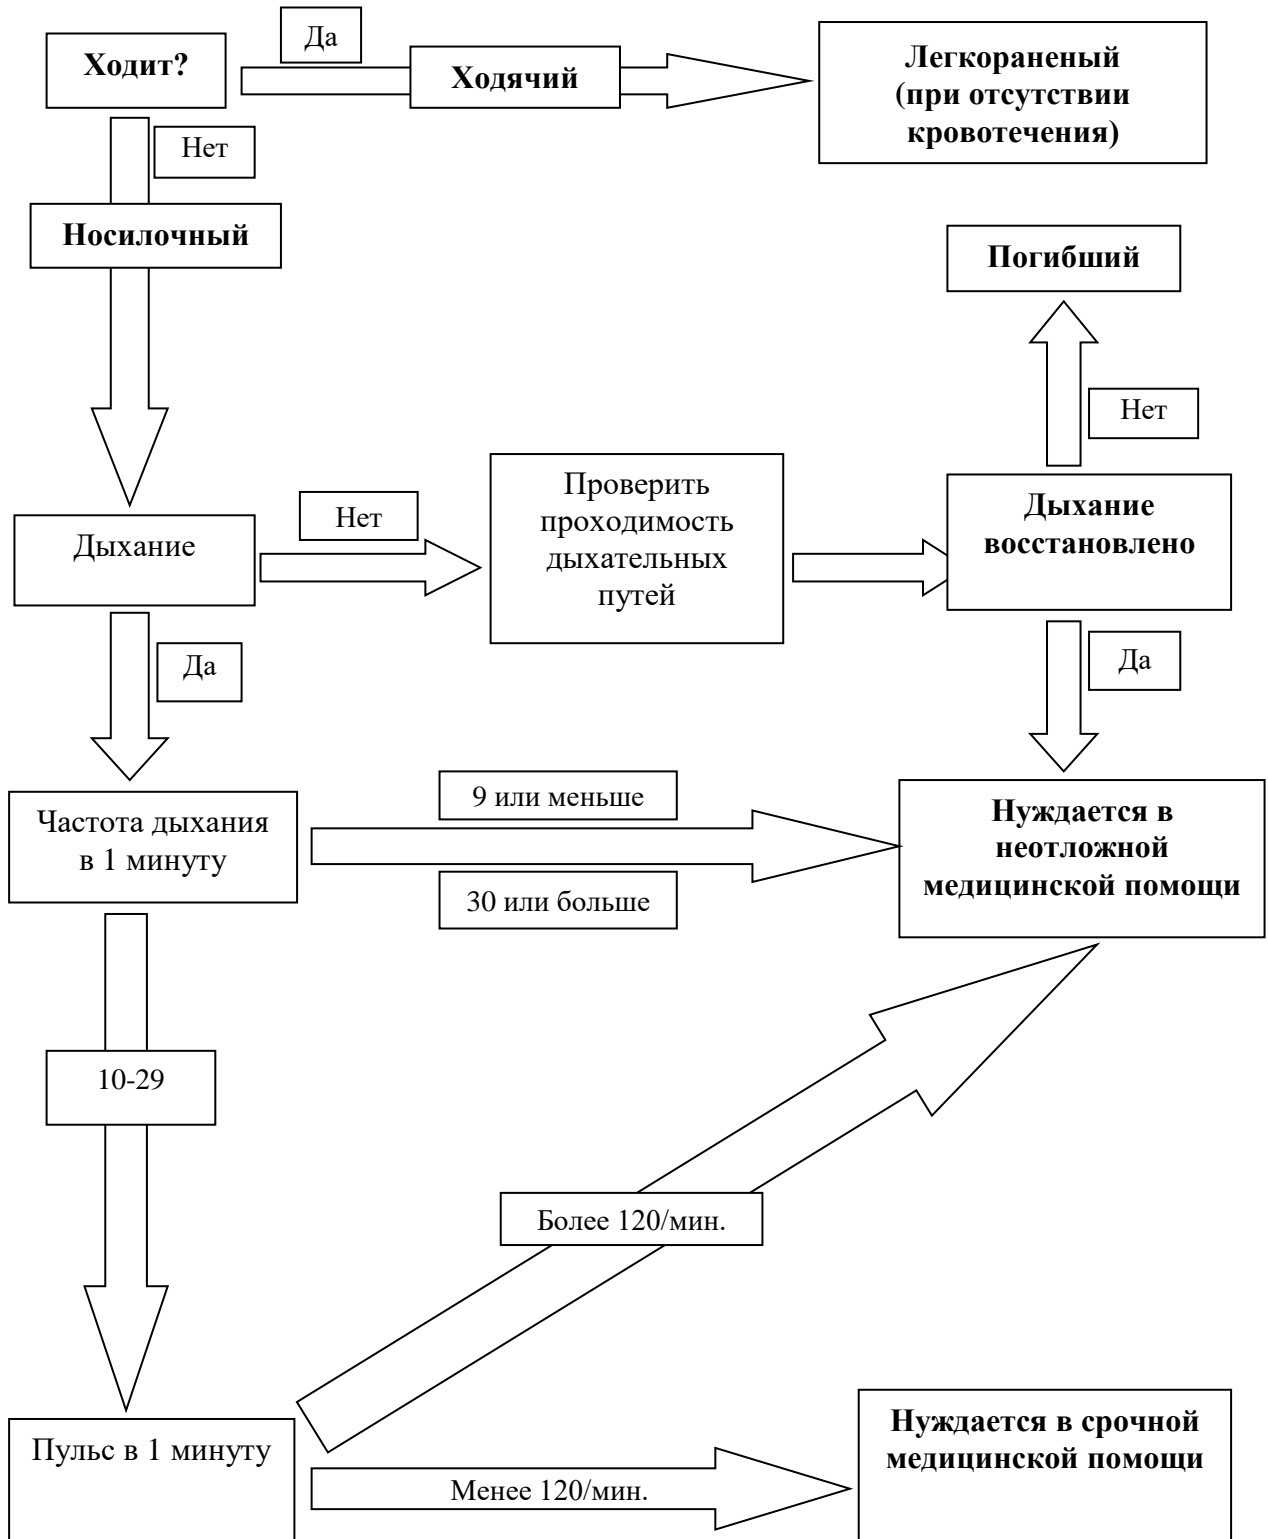 Ходит?
Да
Ходячий
Легкораненый
(при отсутствии
кровотечения)
Нет
Носилочный
Погибший
Нет
Дыхание
Нет
Проверить
проходимость
дыхательных
путей
Дыхание
восстановлено
Да
Да
Частота дыхания
в 1 минуту
9 или меньше
30 или больше
Нуждается в
неотложной
медицинской помощи
10-29
Более 120/мин.
Пульс в 1 минуту
Менее 120/мин.
Нуждается в срочной
медицинской помощи